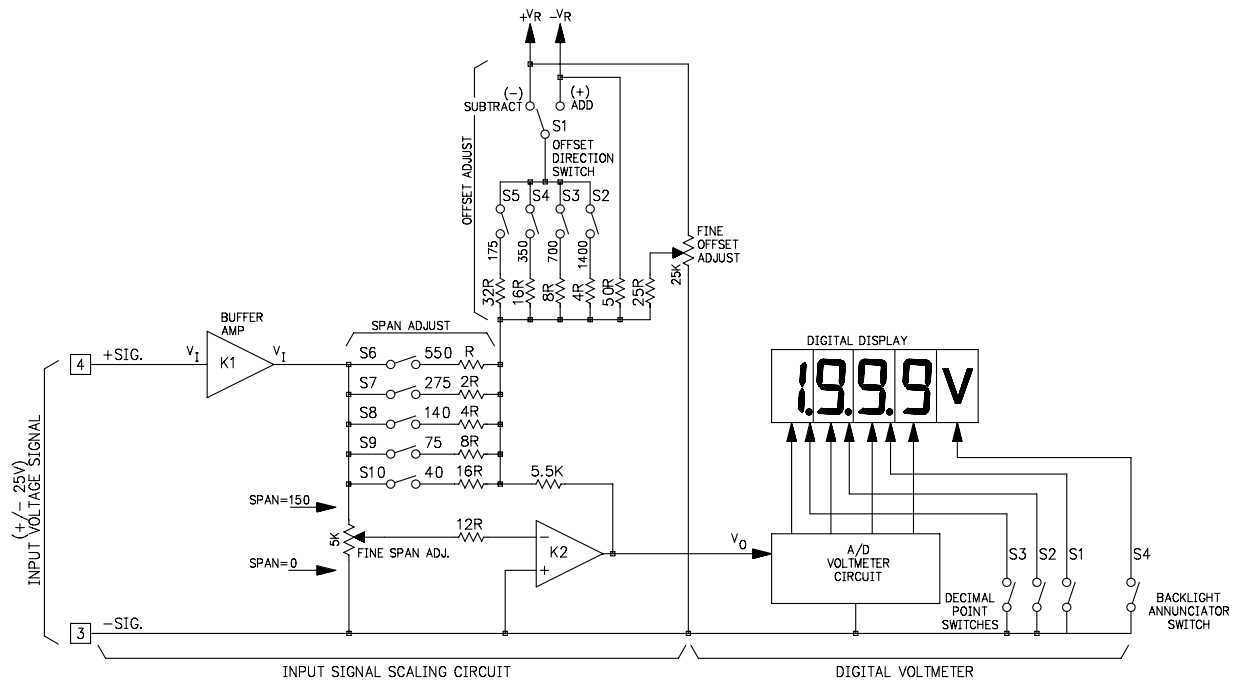 +VR -VR
(-)
SUBTRACT
(+)
ADD
S1
OFFSET
DIRECTION
SWITCH
OFFSET ADJUST
S5 S4 S3 S2
175 350 700 1400
32R 16R 8R 4R 50R 25R
FINE
OFFSET
ADJUST
25K
BUFFER
AMP
SPAN ADJUST
4 +SIG.
VI K1 VI
S6 550 R
S7 275 2R
S8 140 4R
S9 75 8R
S10 40 16R
5.5K
SPAN=150
5K
FINE SPAN ADJ.
12R
SPAN=0
-
+
K2
VO
INPUT VOLTAGE SIGNAL
(+/- 25V)
3 -SIG.
DIGITAL DISPLAY
1.9.9.9 V
A/D
VOLTMETER
CIRCUIT
S3 S2 S1 S4
DECIMAL
POINT
SWITCHES
BACKLIGHT
ANNUNCIATOR
SWITCH
INPUT SIGNAL SCALING CIRCUIT
DIGITAL VOLTMETER